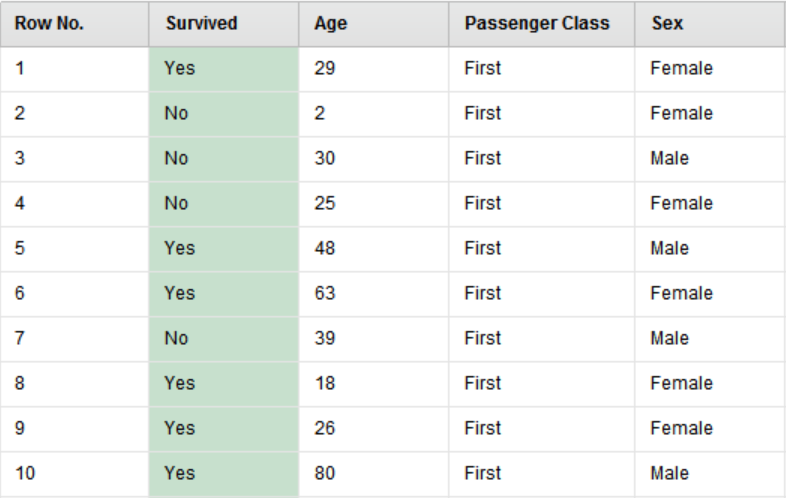 Row No. Survived Age Passenger Class Sex
1 Yes 29 First Female
2 No 2 First Female
3 No 30 First Male
4 No 25 First Female
5 Yes 48 First Male
6 Yes 63 First Female
7 No 39 First Male
8 Yes 18 First Female
9 Yes 26 First Female
10 Yes 80 First Male